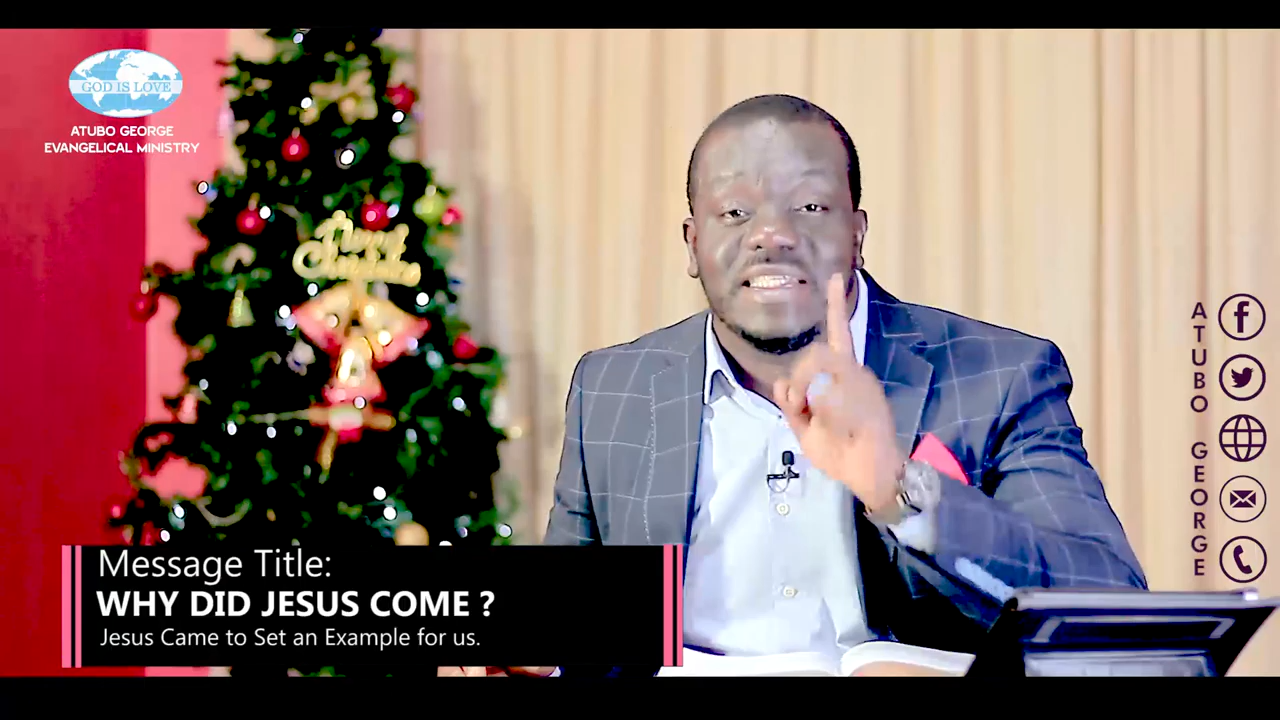 GOD IS LOVE
ATUBO GEORGE
EVANGELICAL MINISTRY
Merry
Christmas
ATUBO GEORGE
Message Title:
WHY DID JESUS COME ?
Jesus Came to Set an Example for us.